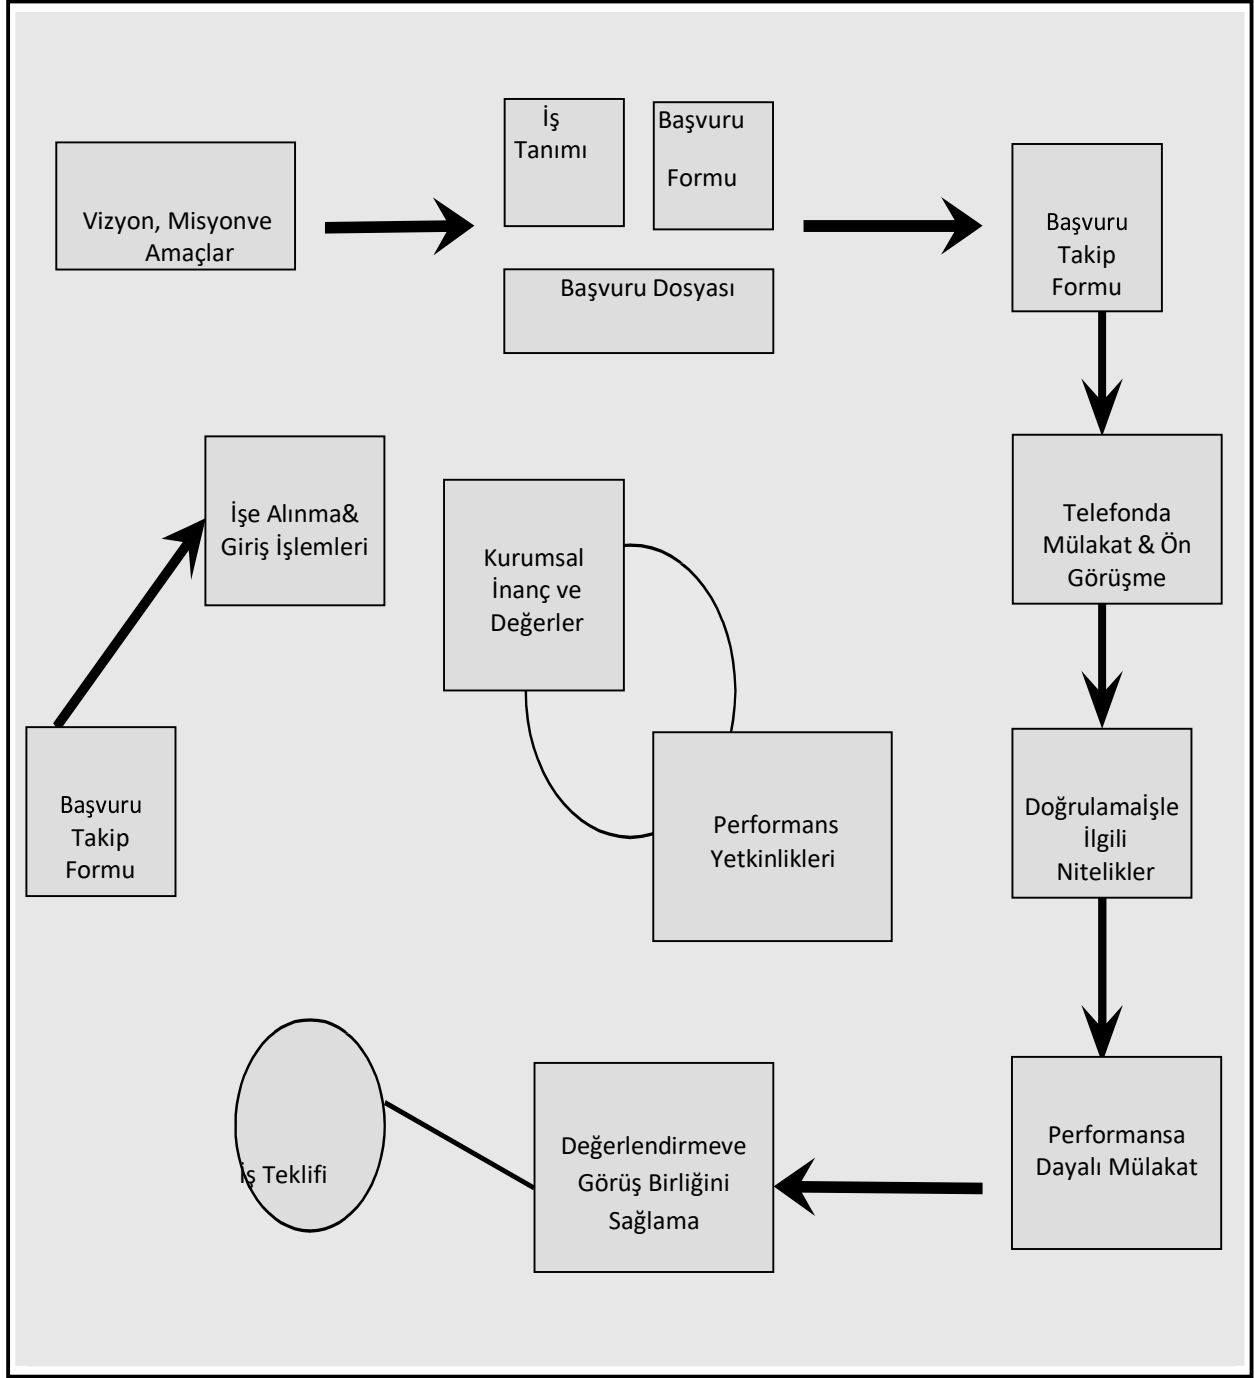 İş
Tanımı
Başvuru
Formu
Vizyon, Misyonve
Amaçlar
Başvuru
Takip
Formu
Başvuru Dosyası
İşe Alınma&
Giriş İşlemleri
Kurumsal
İnanç ve
Değerler
Telefonda
Mülakat & Ön
Görüşme
Başvuru
Takip
Formu
Performans
Yetkinlikleri
Doğrulamaİşle
İlgili
Nitelikler
İş Teklifi
Değerlendirmeve
Görüş Birliğini
Sağlama
Performansa
Dayalı Mülakat